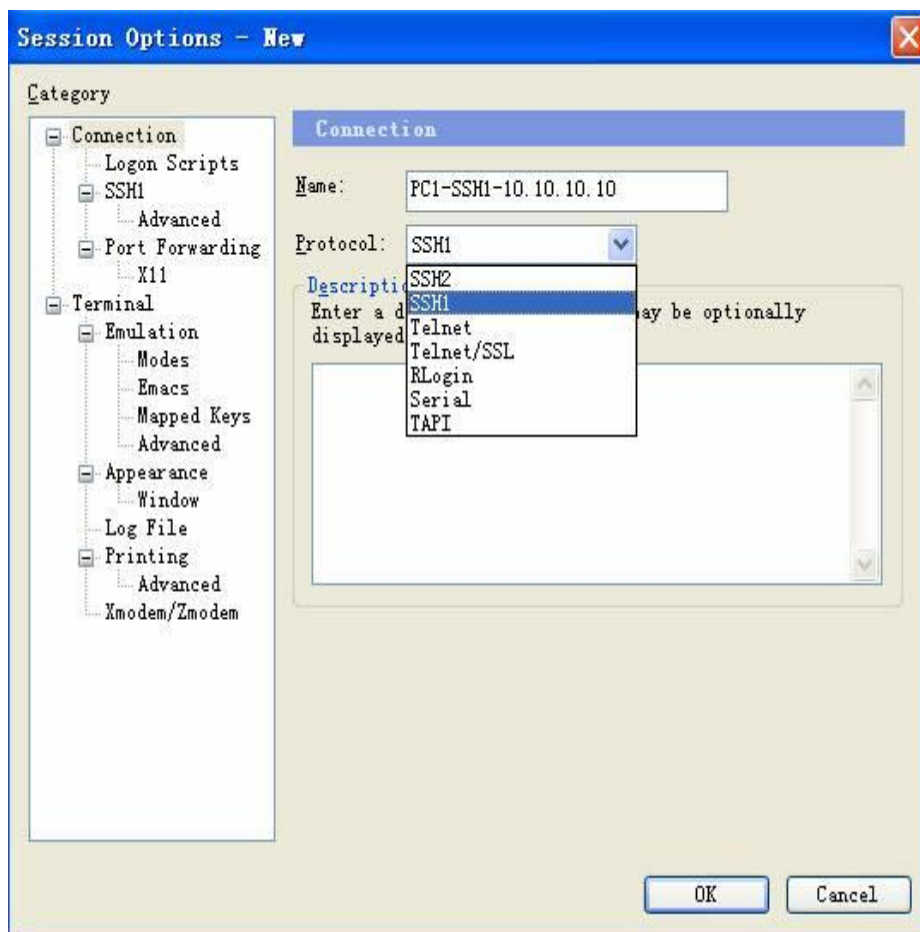 Session Options - New
Category
Connection
Logon Scripts
SSH1
Advanced
Port Forwarding
X11
Terminal
Emulation
Modes
Emacs
Mapped Keys
Advanced
Appearance
Window
Log File
Printing
Advanced
Xmodem/Zmodem
Connection
Name: PC1-SSH1-10.10.10.10
Protocol: SSH1
SSH2
SSH1
Telnet
Telnet/SSL
RLogin
Serial
TAPI
Enter a
ay be optionally
displayed
OK
Cancel